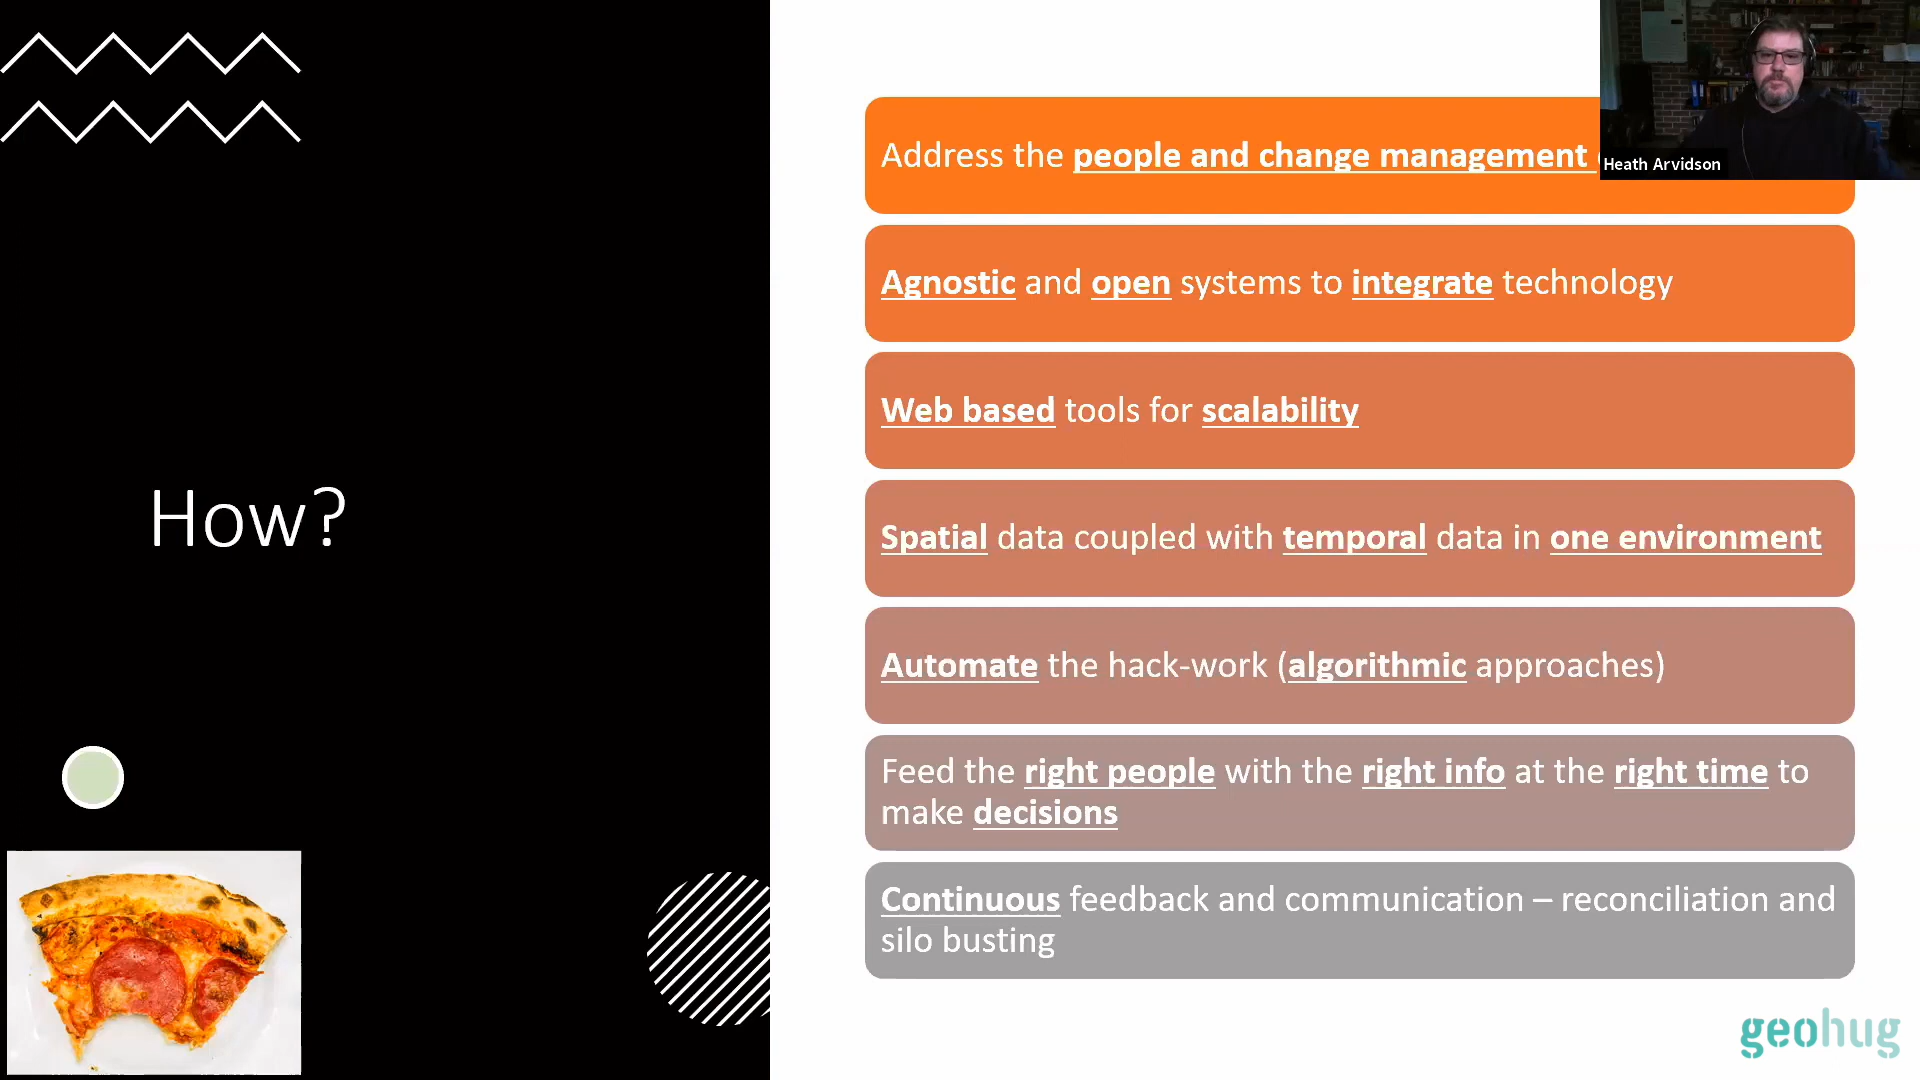 How?
Address the people and change management
Heath Arvidson
Agnostic and open systems to integrate technology
Web based tools for scalability
Spatial data coupled with temporal data in one environment
Automate the hack-work (algorithmic approaches)
Feed the right people with the right info at the right time to
make decisions
Continuous feedback and communication – reconciliation and
silo busting
geohug